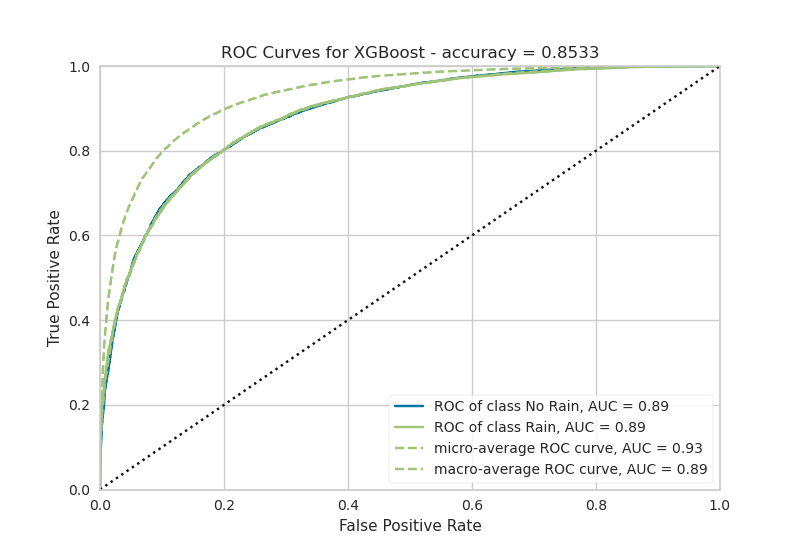 ROC Curves for XGBoost - accuracy = 0.8533
True Positive Rate
1.0
0.8
0.6
0.4
0.2
0.0
ROC of class No Rain, AUC = 0.89
ROC of class Rain, AUC = 0.89
micro-average ROC curve, AUC = 0.93
macro-average ROC curve, AUC = 0.89
0.0 0.2 0.4 0.6 0.8 1.0
False Positive Rate